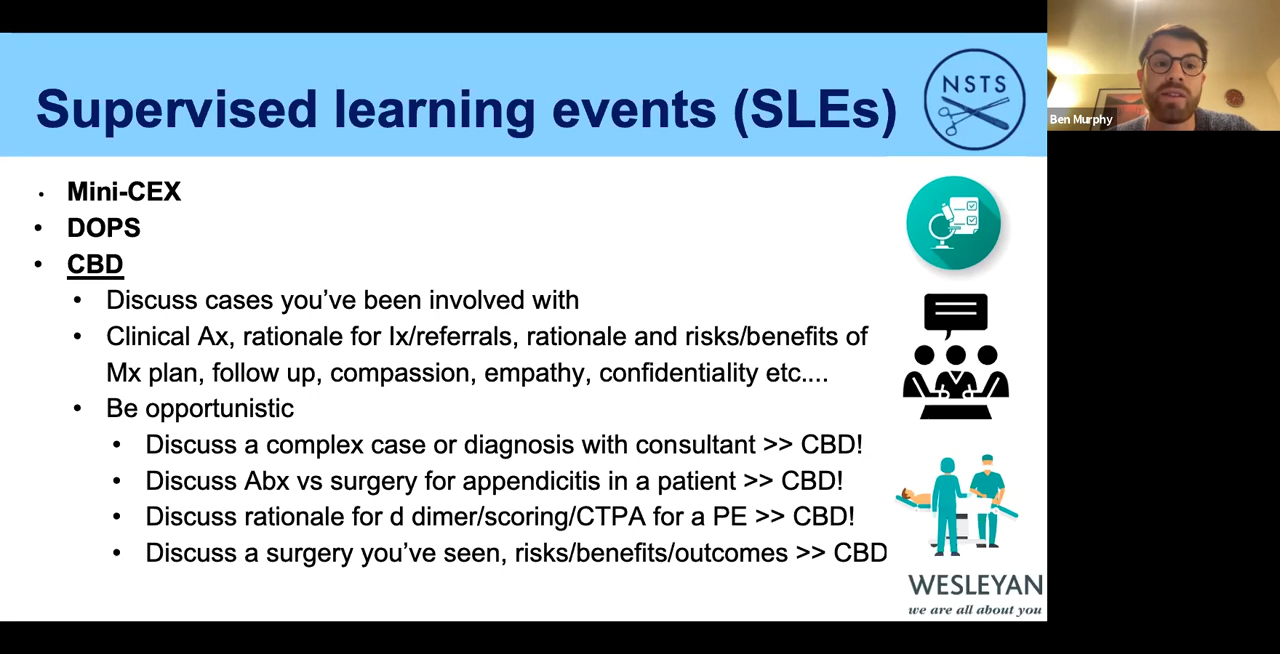 Supervised learning events (SLEs)
NSTS
Ben Murphy
• Mini-CEX
• DOPS
• CBD
• Discuss cases you've been involved with
• Clinical Ax, rationale for Ix/referrals, rationale and risks/benefits of
Mx plan, follow up, compassion, empathy, confidentiality etc....
• Be opportunistic
• Discuss a complex case or diagnosis with consultant >> CBD!
• Discuss Abx vs surgery for appendicitis in a patient >> CBD!
• Discuss rationale for d dimer/scoring/CTPA for a PE >> CBD!
• Discuss a surgery you've seen, risks/benefits/outcomes >> CBD
WESLEYAN
we are all about you